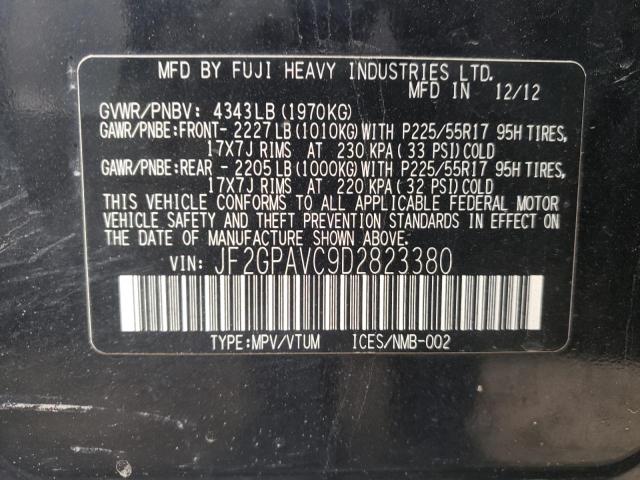 MFD BY FUJI HEAVY INDUSTRIES LTD.
MFD IN 12/12
GVWR/PNBV: 4343LB (1970KG)
GAWR/PNBE:FRONT- 2227 LB (1010KG) WITH P225/55R17 95H TIRES,
17X7J RIMS AT 230 KPA (33 PSI) COLD
GAWR/PNBE:REAR - 2205 LB (1000KG) WITH P225/55R17 95H TIRES,
17X7J RIMS AT 220 KPA (32 PSI) COLD
THIS VEHICLE CONFORMS TO ALL APPLICABLE FEDERAL MOTOR
VEHICLE SAFETY AND THEFT PREVENTION STANDARDS IN EFFECT ON
THE DATE OF MANUFACTURE SHOWN ABOVE.
VIN: JF2GPAVC9D2823380
TYPE:MPV/VTUM ICES/NMB-002